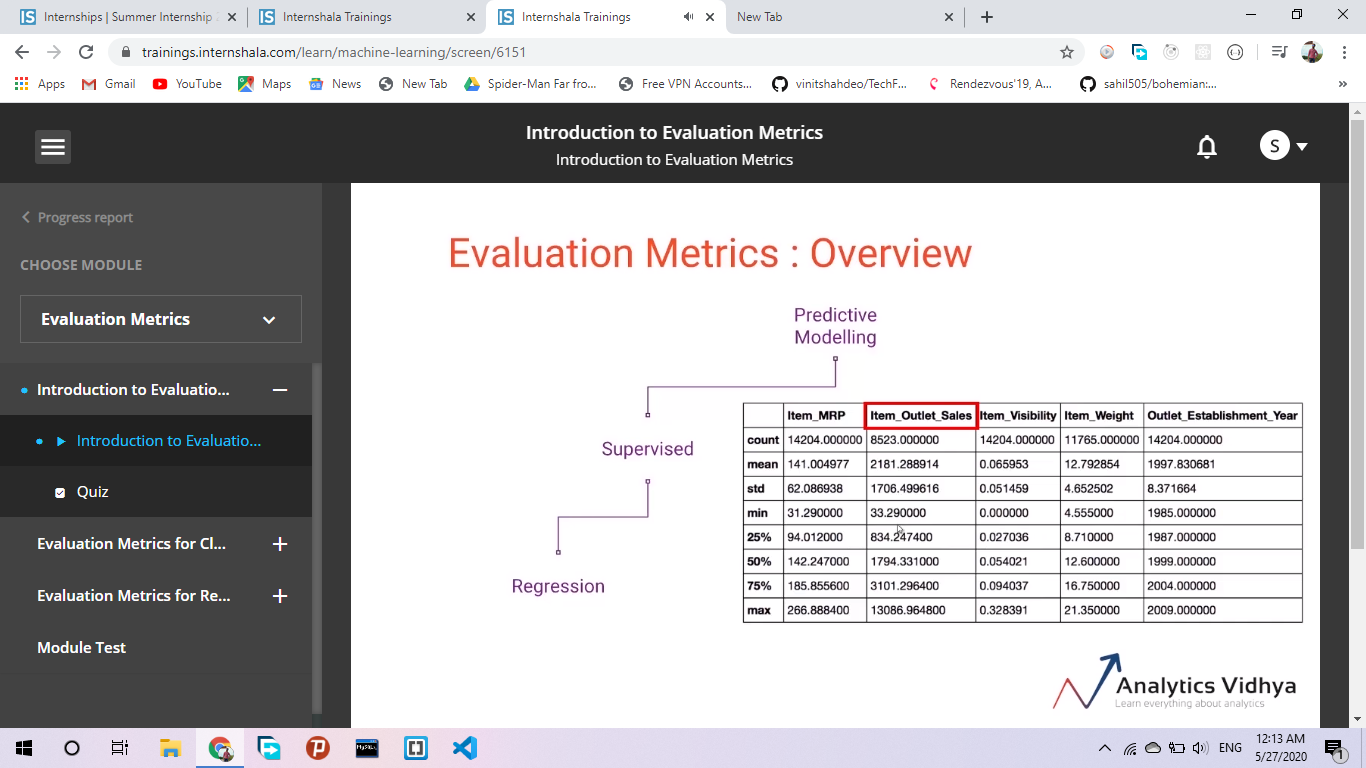 Internships | Summer Internship
Internshala Trainings
Internshala Trainings
New Tab
trainings.internshala.com/learn/machine-learning/screen/6151
Apps
Gmail
YouTube
Maps
News
New Tab
Spider-Man Far fro...
Free VPN Accounts...
vinitshahdeo/TechF...
Rendezvous'19, A...
sahil505/bohemian:...
»
Introduction to Evaluation Metrics
Introduction to Evaluation Metrics
S
Progress report
CHOOSE MODULE
Evaluation Metrics
Introduction to Evaluatio...
Introduction to Evaluatio...
Quiz
Evaluation Metrics for Cl...
Evaluation Metrics for Re...
Module Test
Evaluation Metrics : Overview
Predictive
Modelling
Supervised
Regression
Item_MRP Item_Outlet_Sales Item_Visibility Item_Weight Outlet_Establishment_Year
count 14204.000000 8523.000000 14204.000000 11765.000000 14204.000000
mean 141.004977 2181.288914 0.065953 12.792854 1997.830681
std 62.086938 1706.499616 0.051459 4.652502 8.371664
min 31.290000 33.290000 0.000000 4.555000 1985.000000
25% 94.012000 834.247400 0.027036 8.710000 1987.000000
50% 142.247000 1794.331000 0.054021 12.600000 1999.000000
75% 185.855600 3101.296400 0.094037 16.750000 2004.000000
max 266.888400 13086.964800 0.328391 21.350000 2009.000000
Analytics Vidhya
Learn everything about analytics
ENG
12:13 AM
5/27/2020
1